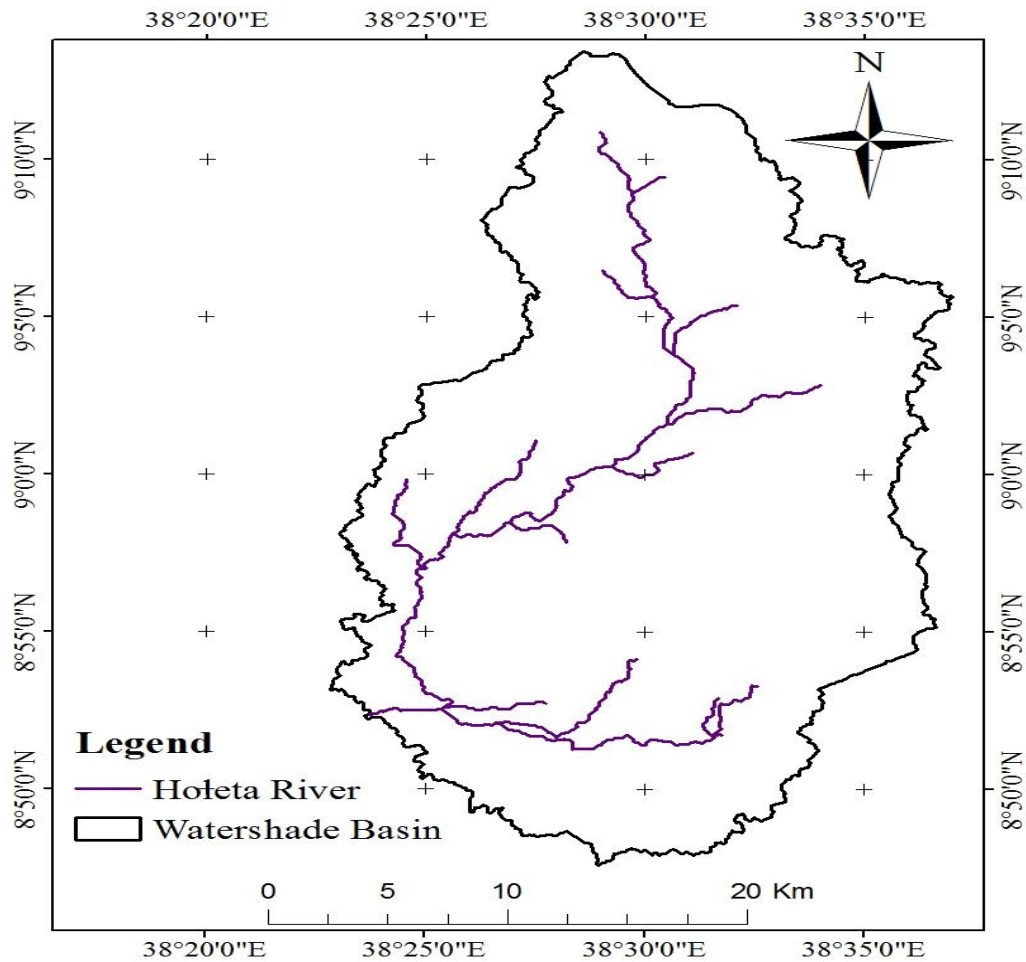 38°20'0"E 38°25'0"E 38°30'0"E 38°35'0"E
N
9°10'0"N 9°10'0"N
9°5'0"N 9°5'0"N
9°0'0"N 9°0'0"N
8°55'0"N 8°55'0"N
8°50'0"N 8°50'0"N
Legend
Holeta River
Watershade Basin
0 5 10 20 Km
38°20'0"E 38°25'0"E 38°30'0"E 38°35'0"E